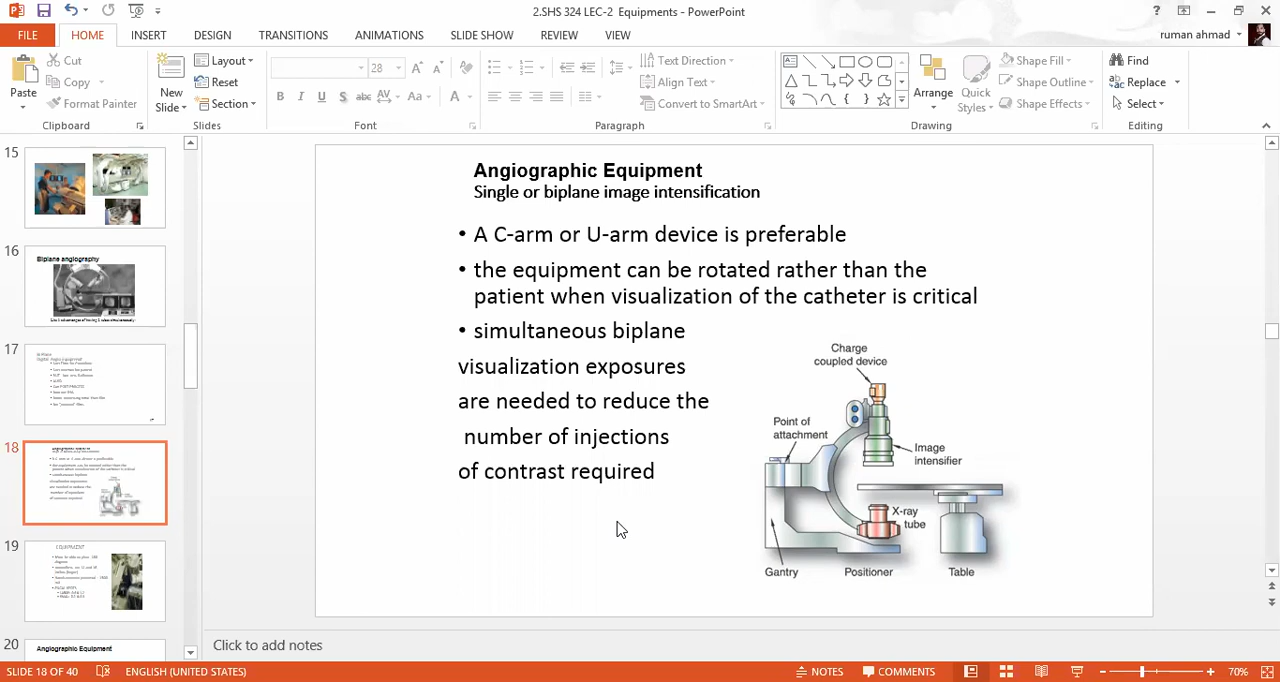 2.SHS 324 LEC-2 Equipments - PowerPoint
FILE HOME INSERT DESIGN TRANSITIONS ANIMATIONS SLIDE SHOW REVIEW VIEW ruman ahmad
Paste
Cut
Copy
Format Painter
New
Slide
Layout
Reset
Section
28
Text Direction
Align Text
Convert to SmartArt
Arrange
Quick
Styles
Shape Fill
Shape Outline
Shape Effects
Find
Replace
Select
Clipboard Slides Font Paragraph Drawing Editing
15
16
Biplane angiography
17
18
19
EQUIPMENT
20
Angiographic Equipment
Angiographic Equipment
Single or biplane image intensification
• A C-arm or U-arm device is preferable
• the equipment can be rotated rather than the
patient when visualization of the catheter is critical
• simultaneous biplane
visualization exposures
are needed to reduce the
number of injections
of contrast required
Charge
coupled device
Point of
attachment
Image
intensifier
X-ray
tube
Gantry Positioner Table
Click to add notes
SLIDE 18 OF 40 ENGLISH (UNITED STATES) NOTES COMMENTS 70%